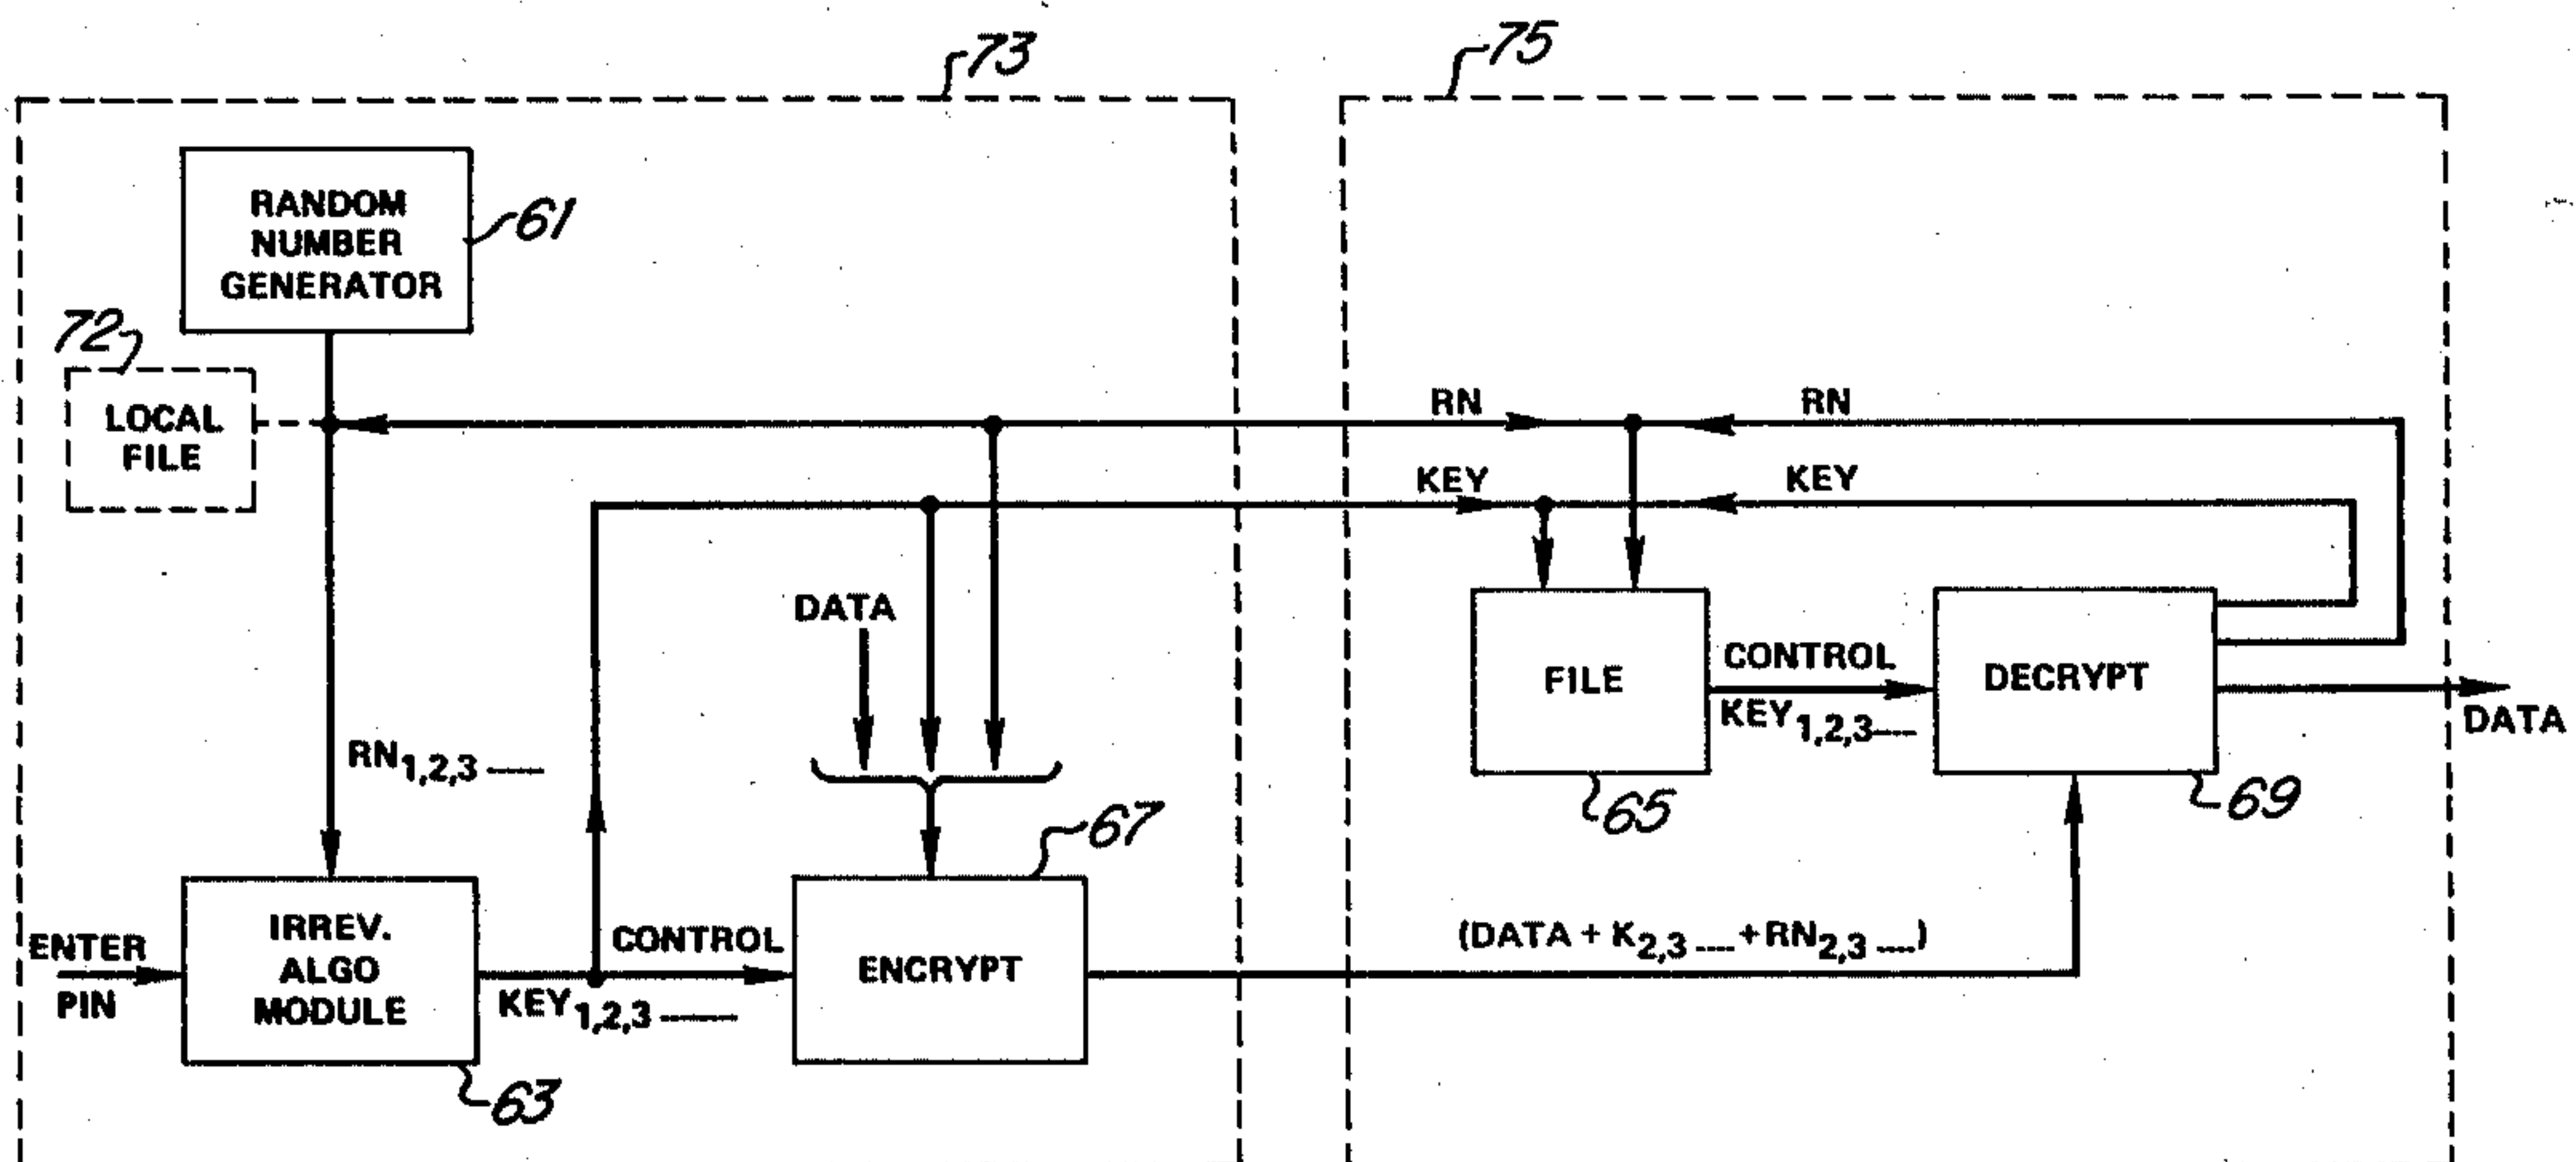 73
75
RANDOM
NUMBER
GENERATOR
61
72
LOCAL
FILE
RN
RN
KEY
KEY
DATA
FILE
CONTROL
KEY1,2,3----
DECRYPT
DATA
RN1,2,3 ----
67
65
69
ENTER
PIN
IRREV.
ALGO
MODULE
CONTROL
KEY1,2,3 ----
ENCRYPT
(DATA + K2,3 ---- + RN2,3 ----)
63